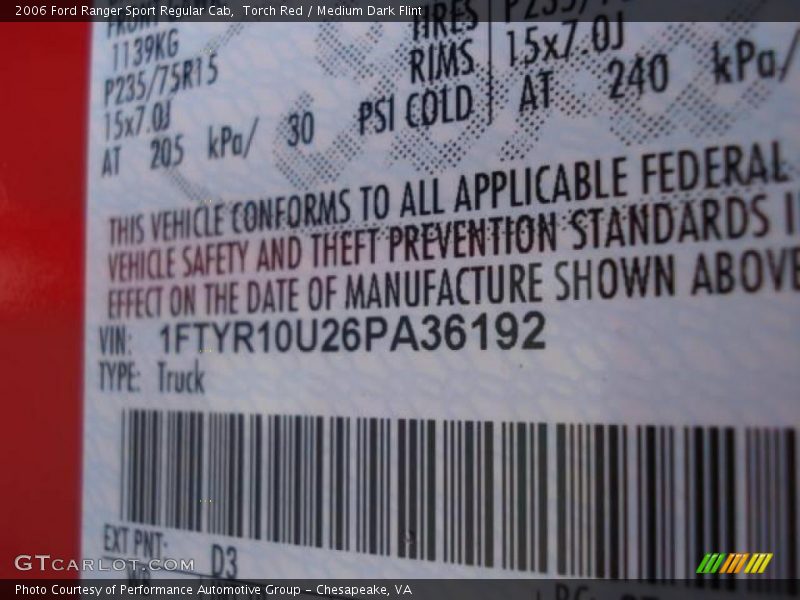 2006 Ford Ranger Sport Regular Cab,  Torch Red / Medium Dark Flint
1139KG
P235/75R15
15x7.0J
AT 205 kPa/ 30 PSI COLD
TIRES
RIMS 15x7.0J
AT 240 kPa/
THIS VEHICLE CONFORMS TO ALL APPLICABLE FEDERAL
VEHICLE SAFETY AND THEFT PREVENTION STANDARDS I
EFFECT ON THE DATE OF MANUFACTURE SHOWN ABOVE
VIN: 1FTYR10U26PA36192
TYPE: Truck
EXT PNT: D3
GTCARLOT.COM
Photo Courtesy of Performance Automotive Group - Chesapeake, VA